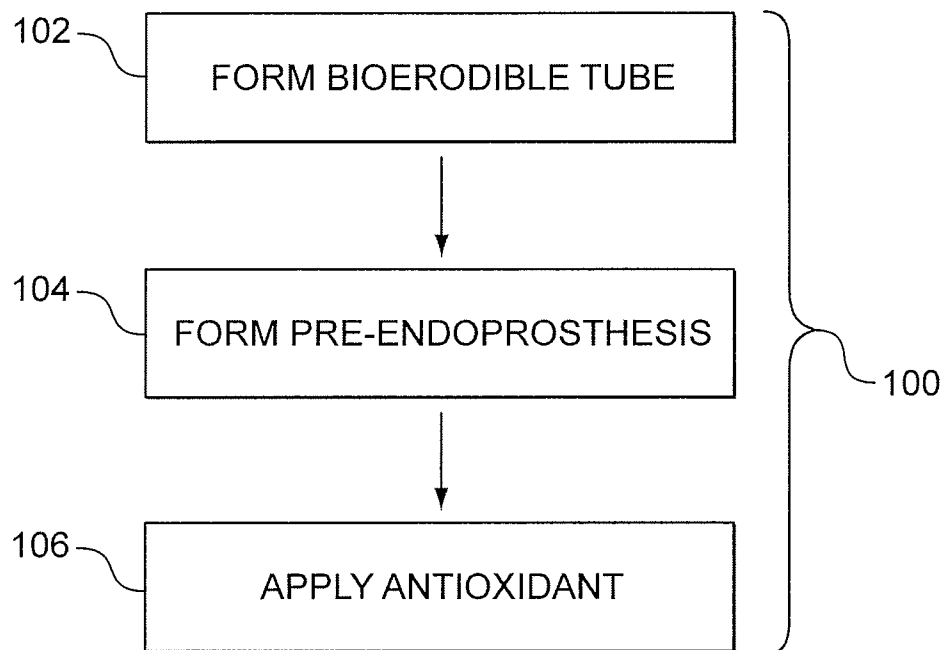 102
FORM BIOERODIBLE TUBE
104
FORM PRE-ENDOPROSTHESIS
100
106
APPLY ANTIOXIDANT